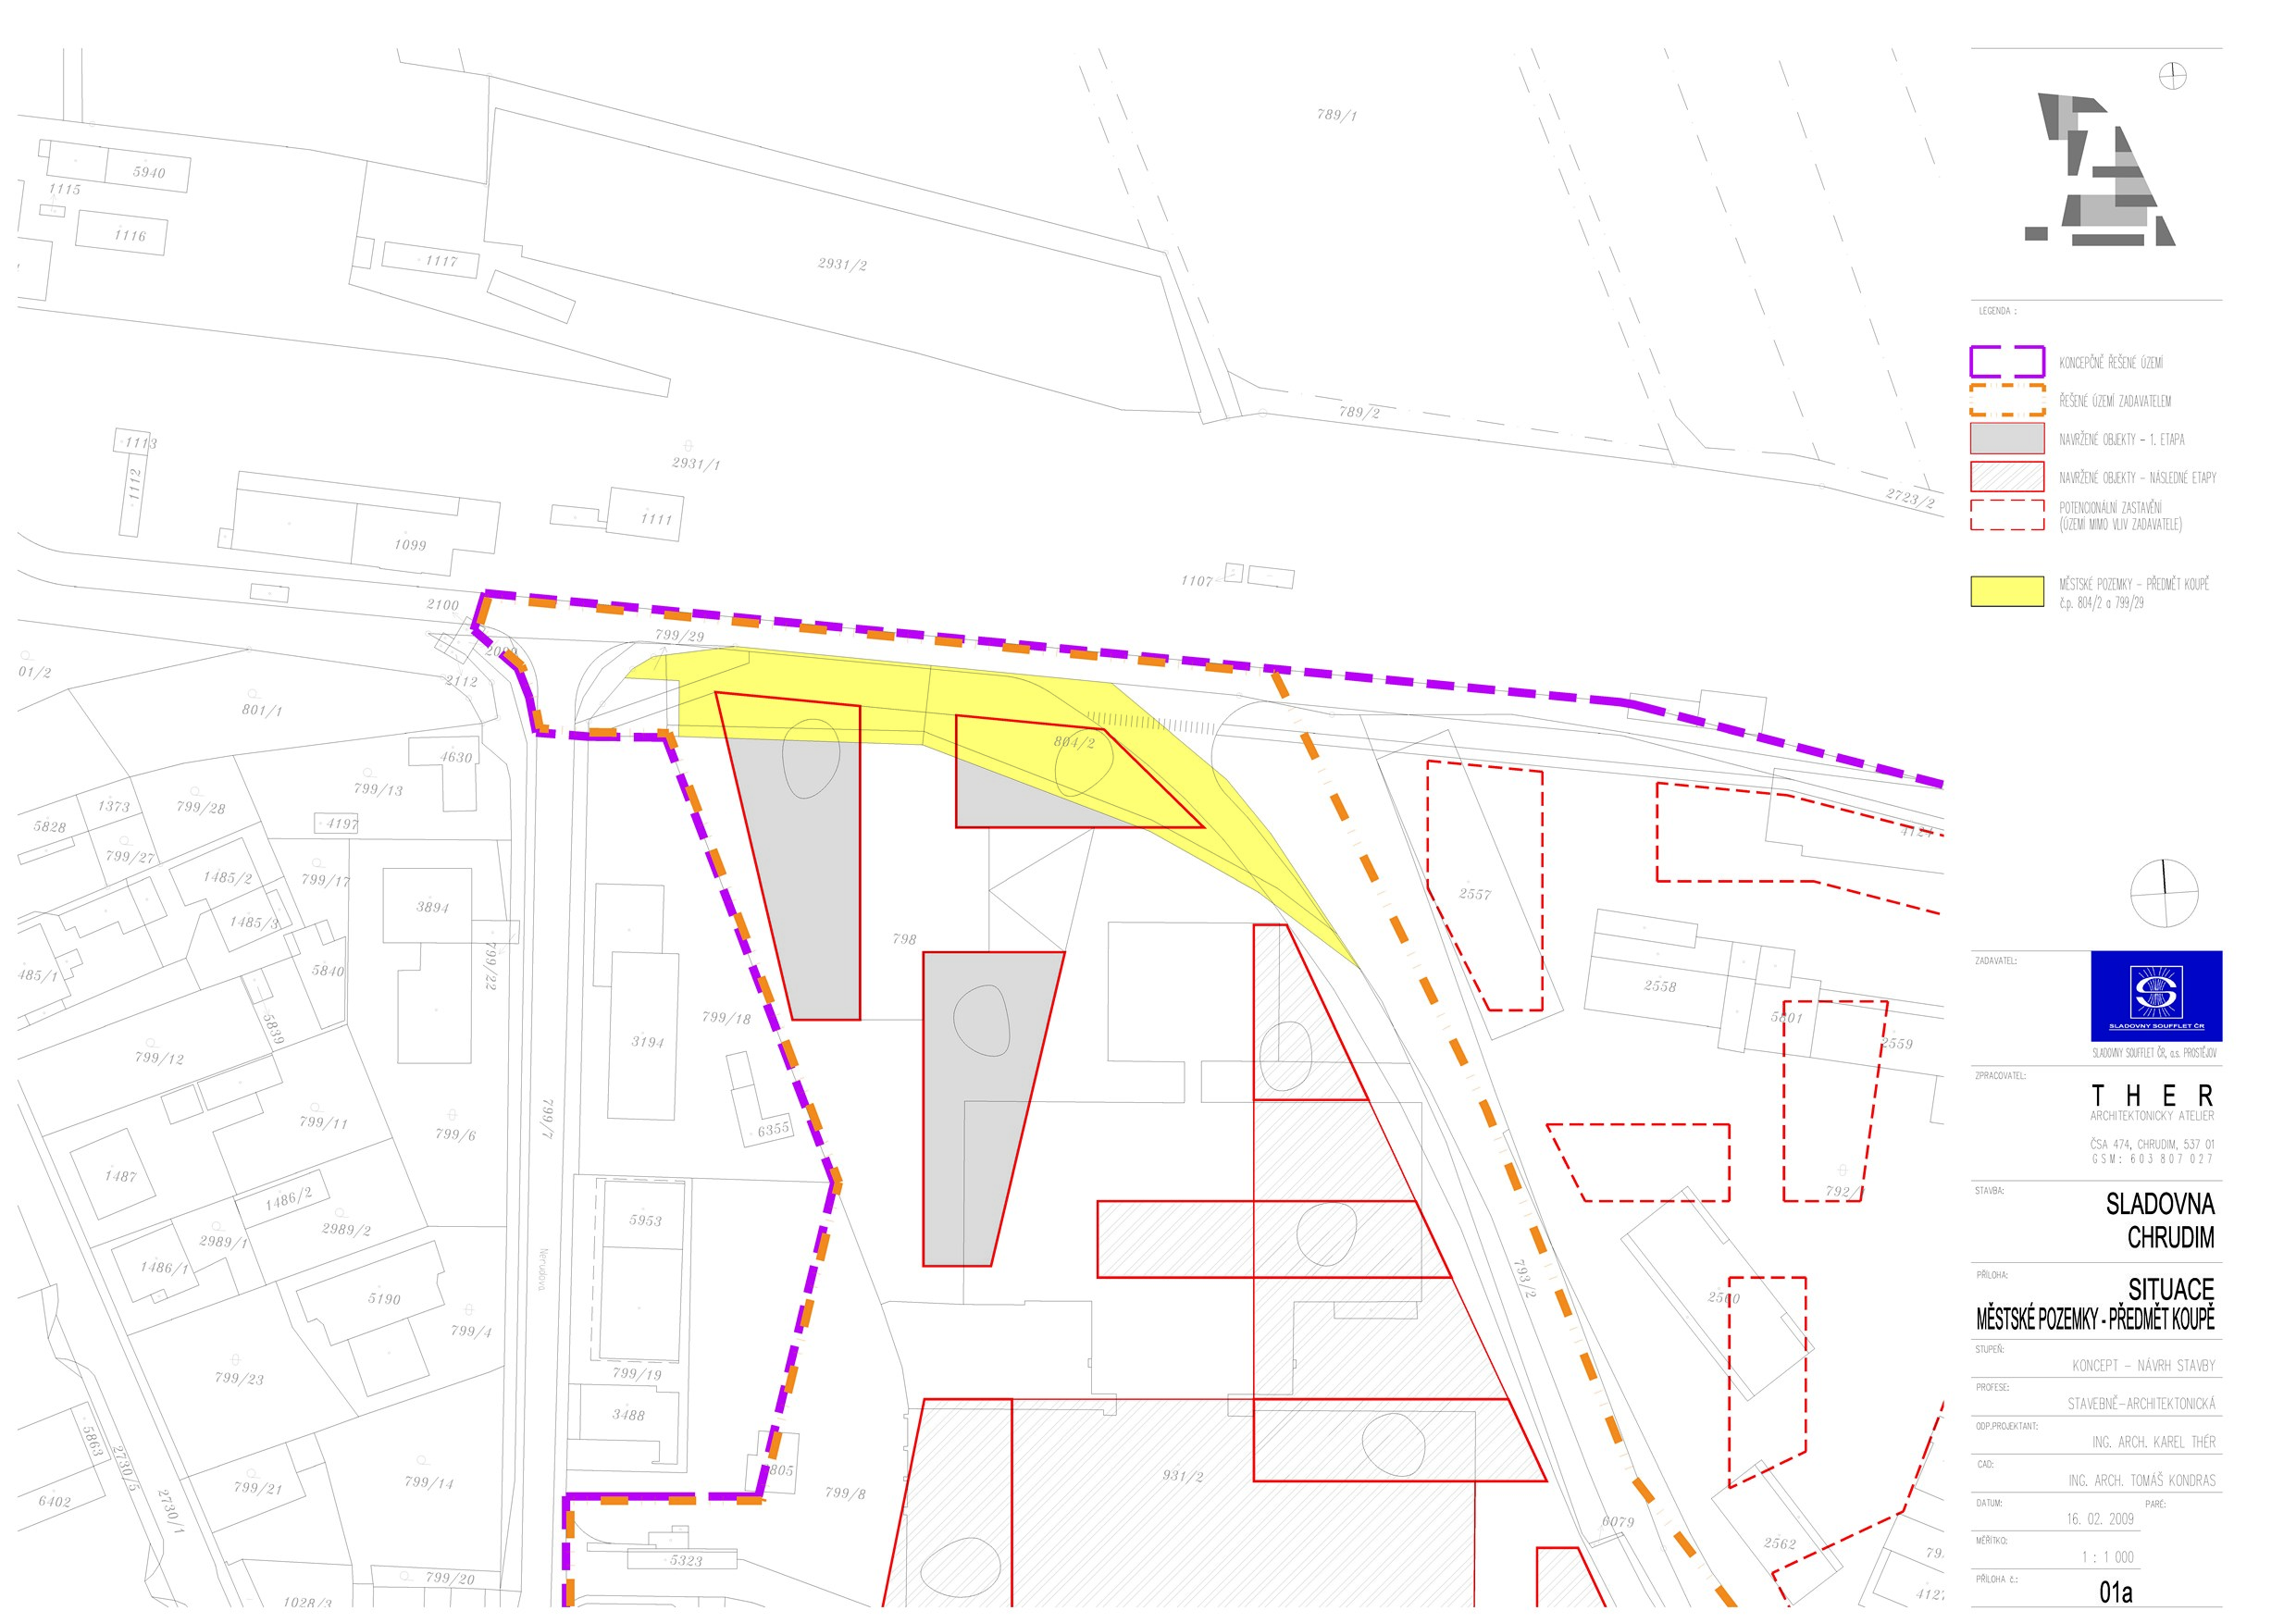 789/1
5940
1115
1116
1117
2931/2
789/2
1113
1112
2931/1
1111
1099
2723/2
1107
2100
799/29
2112
01/2
801/1
804/2
4630
799/13
1373
799/28
4197
5828
799/27
799/17
1485/2
3894
2557
1485/3
798
799/22
5840
485/1
2558
799/18
5801
5839
3194
2559
799/12
799/7
799/11
6355
799/6
1487
792/
1486/2
5953
2989/2
2989/1
Nerudova
1486/1
793/2
5190
2560
799/4
799/23
799/19
3488
5863
2730/5
805
931/2
799/14
799/21
799/8
6402
2730/1
6079
2562
5323
799/20
1028/3
LEGENDA :
KONCEPČNĚ ŘEŠENÉ ÚZEMÍ
ŘEŠENÉ ÚZEMÍ ZADAVATELEM
NAVRŽENÉ OBJEKTY – 1. ETAPA
NAVRŽENÉ OBJEKTY – NÁSLEDNÉ ETAPY
POTENCIONÁLNÍ ZASTAVĚNÍ
(ÚZEMÍ MIMO VLIV ZADAVATELE)
MĚSTSKÉ POZEMKY – PŘEDMĚT KOUPĚ
č.p. 804/2 a 799/29
ZADAVATEL:
S
SLADOVNY SOUFFLET ČR
SLADOVNY SOUFFLET ČR, a.s. PROSTĚJOV
ZPRACOVATEL:
THER
ARCHITEKTONICKÝ ATELIER
ČSA 474, CHRUDIM, 537 01
GSM: 603 807 027
STAVBA:
SLADOVNA
CHRUDIM
PŘÍLOHA:
SITUACE
MĚSTSKÉ POZEMKY - PŘEDMĚT KOUPĚ
STUPEŇ:
KONCEPT – NÁVRH STAVBY
PROFESE:
STAVEBNĚ–ARCHITEKTONICKÁ
ODP.PROJEKTANT:
ING. ARCH. KAREL THÉR
CAD:
ING. ARCH. TOMÁŠ KONDRAS
DATUM:
PARÉ:
16. 02. 2009
MĚŘÍTKO:
1 : 1 000
PŘÍLOHA č.:
01a